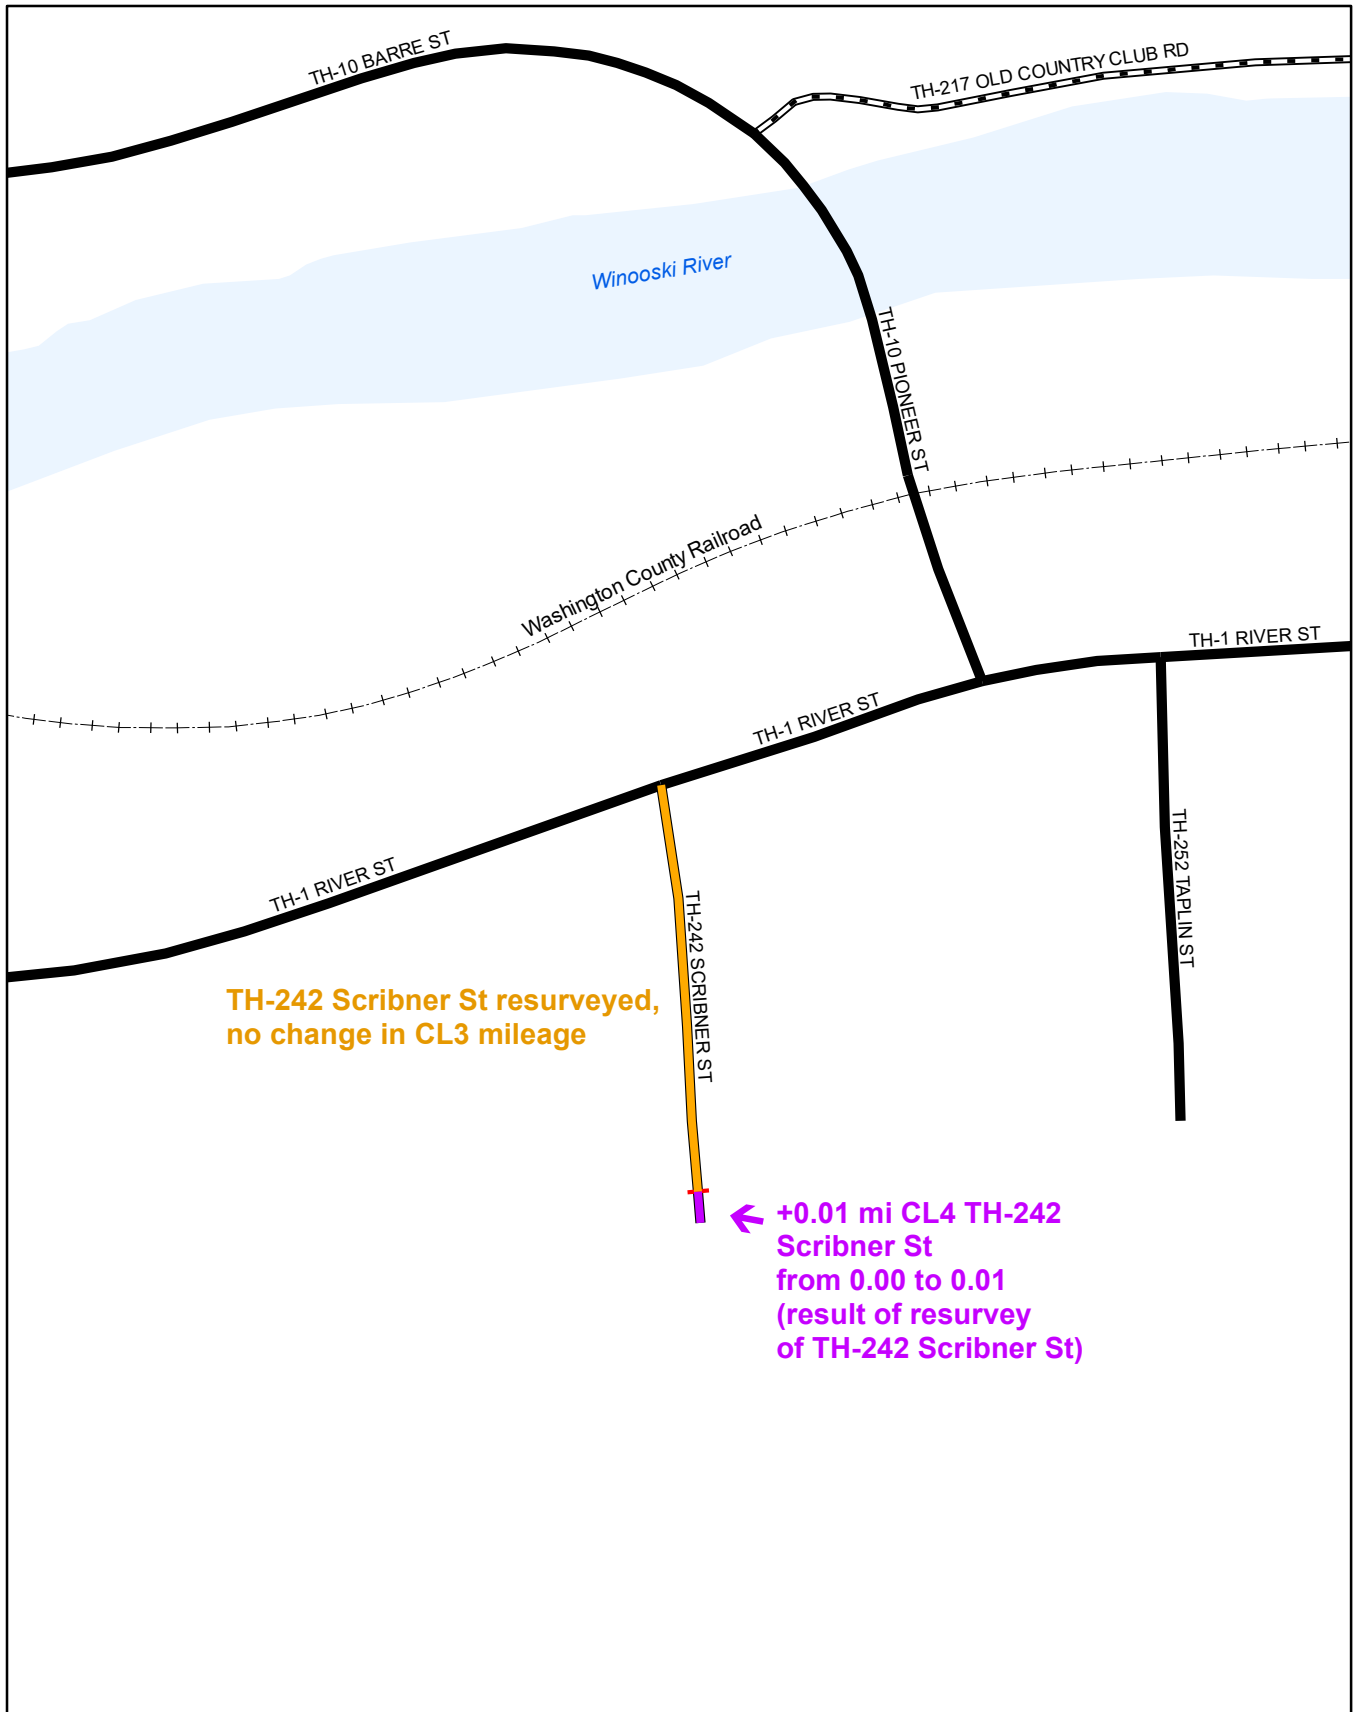 TH-10 BARRE ST
TH-217 OLD COUNTRY CLUB RD
Winooski River
TH-10 PIONEER ST
Washington County Railroad
TH-1 RIVER ST
TH-1 RIVER ST
TH-1 RIVER ST
TH-252 TAPLIN ST
TH-242 SCRIBNER ST
TH-242 Scribner St resurveyed,
no change in CL3 mileage
+0.01 mi CL4 TH-242
Scribner St
from 0.00 to 0.01
(result of resurvey
of TH-242 Scribner St)